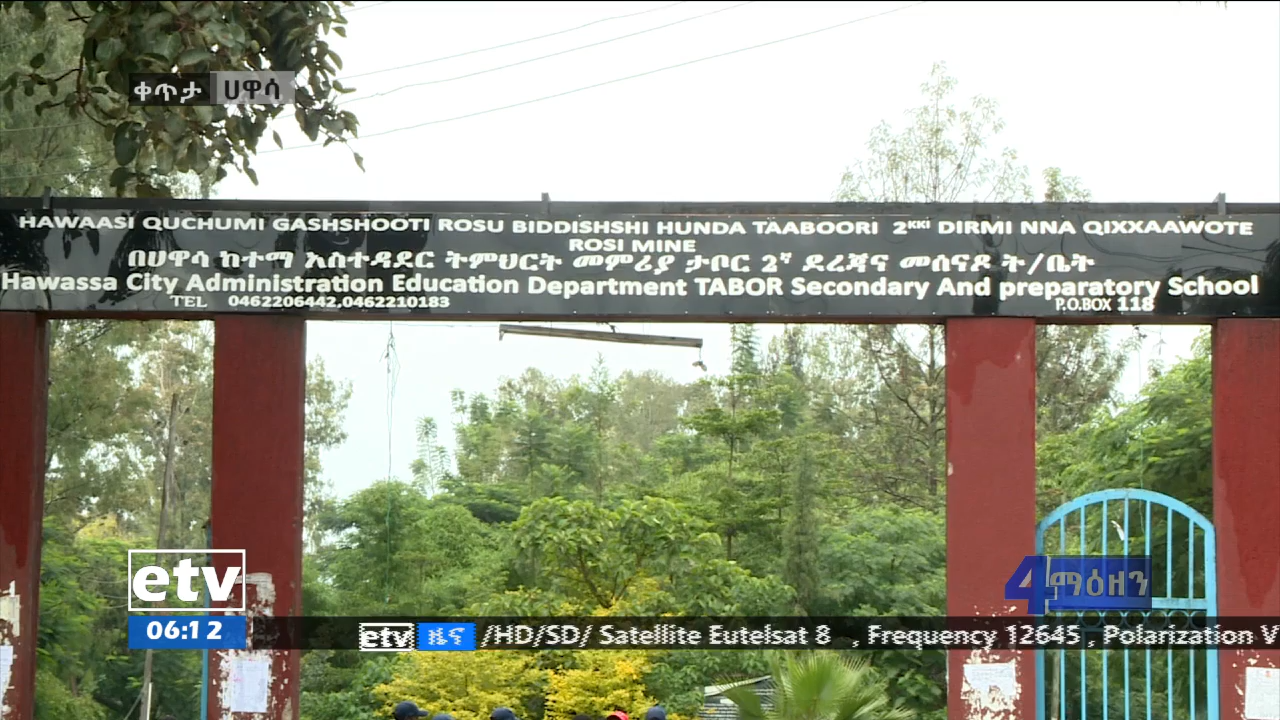 ቀጥታ ሀዋሳ
HAWAASI QUCHUMI GASHSHOOTI ROSU BIDDISHSHI HUNDA TAABOORI 2KKI DIRMI NNA QIXXAAWOTE
ROSI MINE
በሀዋሳ ከተማ አስተዳደር ትምህርት መምሪያ ታቦር 2ኛ ደረጃና መሰናዶ ት/ቤት
Hawassa City Administration Education Department TABOR Secondary And preparatory School
TEL 0462206442,0462210183
P.O.BOX 118
etv
4ማዕዘን
06:12
etv ዜና /HD/SD/ Satellite Eutelsat 8 , Frequency 12645 , Polarization V